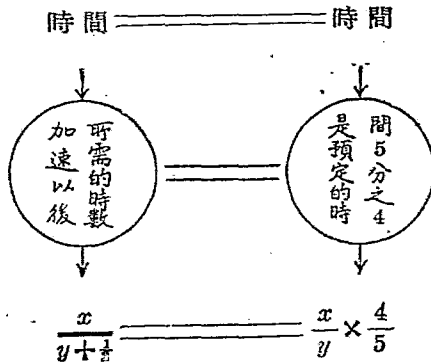 時間 = 時間
加速以後
所需的時數
是預定的時
間5分之4
x/(y+½) = x/y × 4/5